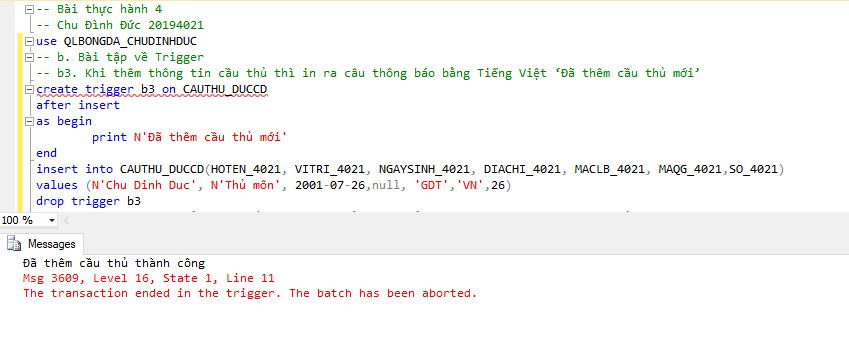 -- Bài thực hành 4
-- Chu Đình Đức 20194021
use QLBONGDA_CHUDINHDUC
-- b. Bài tập về Trigger
-- b3. Khi thêm thông tin cầu thủ thì in ra câu thông báo bằng Tiếng Việt ‘Đã thêm cầu thủ mới’
create trigger b3 on CAUTHU_DUCCD
after insert
as begin
print N'Đã thêm cầu thủ mới'
end
insert into CAUTHU_DUCCD(HOTEN_4021, VITRI_4021, NGAYSINH_4021, DIACHI_4021, MACLB_4021, MAQG_4021,SO_4021)
values (N'Chu Dinh Duc', N'Thủ môn', 2001-07-26,null, 'GDT','VN',26)
drop trigger b3
100 %
Messages
Đã thêm cầu thủ thành công
Msg 3609, Level 16, State 1, Line 11
The transaction ended in the trigger. The batch has been aborted.